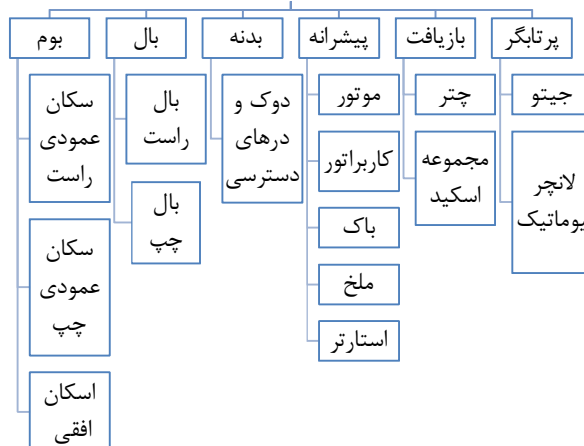 پرتابگر
بازیافت
پیشرانه
بدنه
بال
بوم
جیتو
لانچر
یوماتیک
چتر
مجموعه
اسکید
موتور
کاربراتور
باک
ملخ
استارتر
دوک و
درهای
دسترسی
بال
راست
بال
چپ
سکان
عمودی
راست
سکان
عمودی
چپ
اسکان
افقی